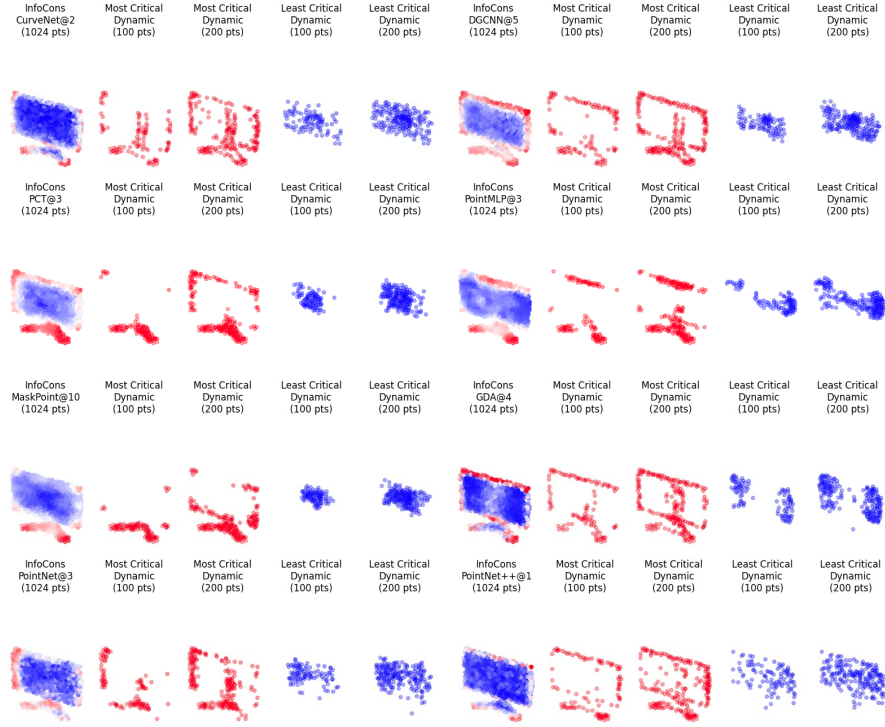 InfoCons
CurveNet@2
(1024 pts)
Most Critical
Dynamic
(100 pts)
Most Critical
Dynamic
(200 pts)
Least Critical
Dynamic
(100 pts)
Least Critical
Dynamic
(200 pts)
InfoCons
DGCNN@5
(1024 pts)
Most Critical
Dynamic
(100 pts)
Most Critical
Dynamic
(200 pts)
Least Critical
Dynamic
(100 pts)
Least Critical
Dynamic
(200 pts)
InfoCons
PCT@3
(1024 pts)
Most Critical
Dynamic
(100 pts)
Most Critical
Dynamic
(200 pts)
Least Critical
Dynamic
(100 pts)
Least Critical
Dynamic
(200 pts)
InfoCons
PointMLP@3
(1024 pts)
Most Critical
Dynamic
(100 pts)
Most Critical
Dynamic
(200 pts)
Least Critical
Dynamic
(100 pts)
Least Critical
Dynamic
(200 pts)
InfoCons
MaskPoint@10
(1024 pts)
Most Critical
Dynamic
(100 pts)
Most Critical
Dynamic
(200 pts)
Least Critical
Dynamic
(100 pts)
Least Critical
Dynamic
(200 pts)
InfoCons
GDA@4
(1024 pts)
Most Critical
Dynamic
(100 pts)
Most Critical
Dynamic
(200 pts)
Least Critical
Dynamic
(100 pts)
Least Critical
Dynamic
(200 pts)
InfoCons
PointNet@3
(1024 pts)
Most Critical
Dynamic
(100 pts)
Most Critical
Dynamic
(200 pts)
Least Critical
Dynamic
(100 pts)
Least Critical
Dynamic
(200 pts)
InfoCons
PointNet++@1
(1024 pts)
Most Critical
Dynamic
(100 pts)
Most Critical
Dynamic
(200 pts)
Least Critical
Dynamic
(100 pts)
Least Critical
Dynamic
(200 pts)